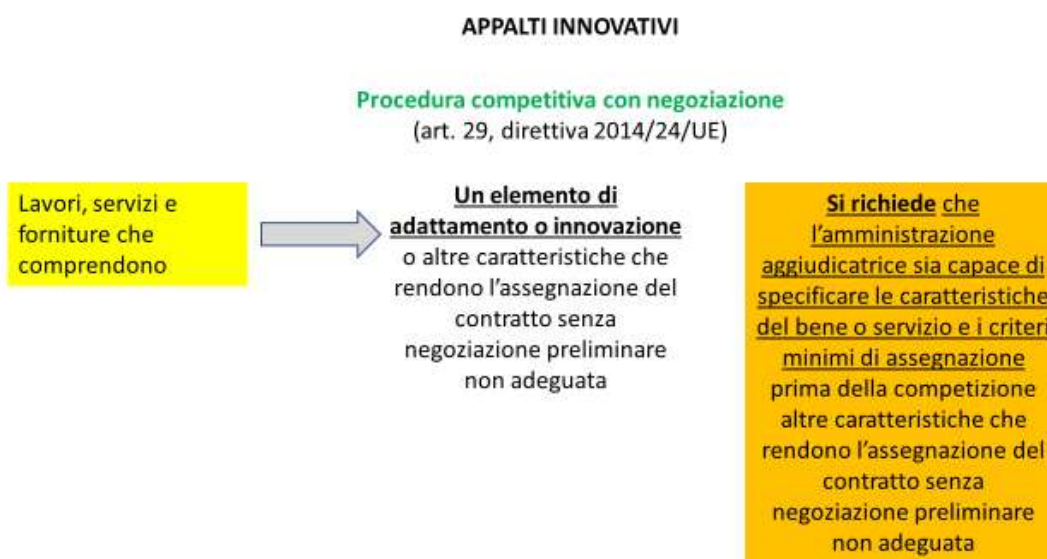 APPALTI INNOVATIVI
Procedura competitiva con negoziazione
(art. 29, direttiva 2014/24/UE)
Lavori, servizi e
forniture che
comprendono
Un elemento di
adattamento o innovazione
o altre caratteristiche che
rendono l'assegnazione del
contratto senza
negoziazione preliminare
non adeguata
Si richiede che
l'amministrazione
aggiudicatrice sia capace di
specificare le caratteristiche
del bene o servizio e i criteri
minimi di assegnazione
prima della competizione
altre caratteristiche che
rendono l'assegnazione del
contratto senza
negoziazione preliminare
non adeguata